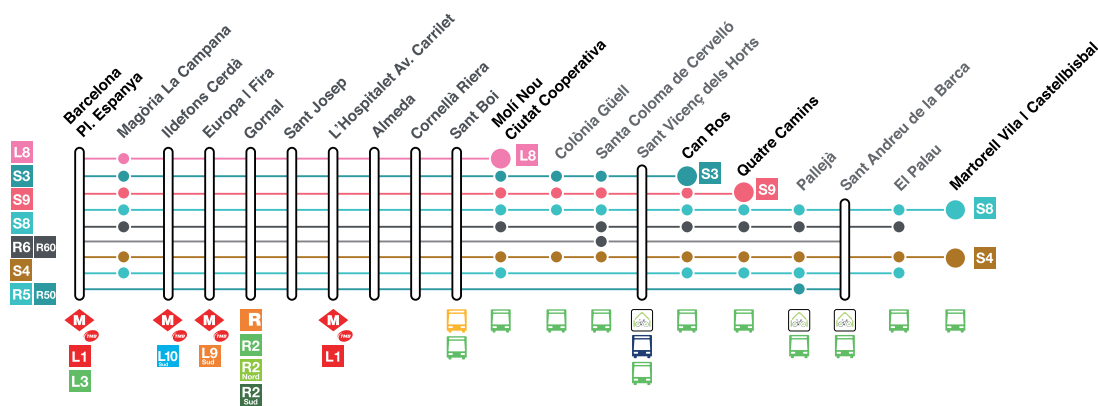 Barcelona
Pl. Espanya
Magòria La Campana
Ildefons Cerdà
Europa | Fira
Gornal
Sant Josep
L'Hospitalet Av. Carrilet
Almeda
Cornellà Riera
Sant Boi
Molí Nou
Ciutat Cooperativa
Colònia Güell
Santa Coloma de Cervelló
Sant Vicenç dels Horts
Can Ros
Quatre Camins
Pallejà
Sant Andreu de la Barca
El Palau
Martorell Vila | Castellbisbal
L8
L8
S3
S3
S9
S9
S8
S8
R6 R60
S4
S4
R5 R50
M TMB
M TMB
M TMB
M TMB
L1
L3
L10
Sud
L9
Sud
R
R2
R2
Nord
R2
Sud
L1